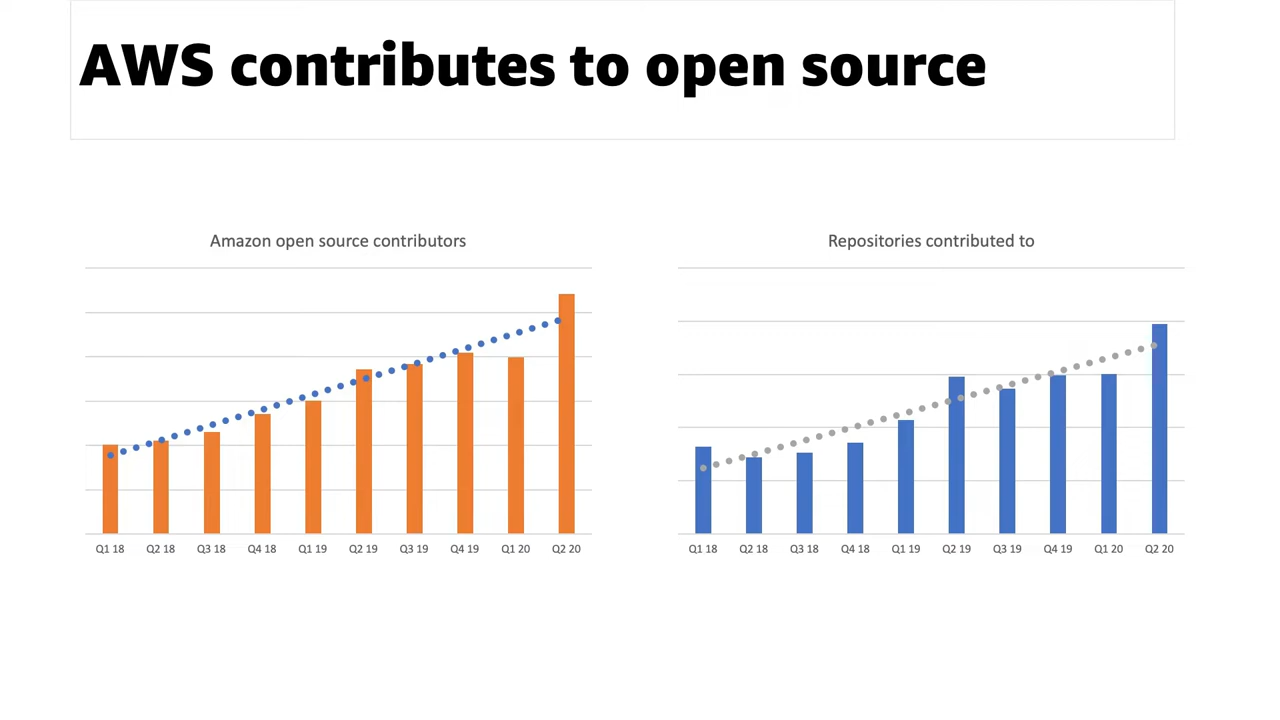 AWS contributes to open source
Amazon open source contributors
Q1 18 Q2 18 Q3 18 Q4 18 Q1 19 Q2 19 Q3 19 Q4 19 Q1 20 Q2 20
Repositories contributed to
Q1 18 Q2 18 Q3 18 Q4 18 Q1 19 Q2 19 Q3 19 Q4 19 Q1 20 Q2 20